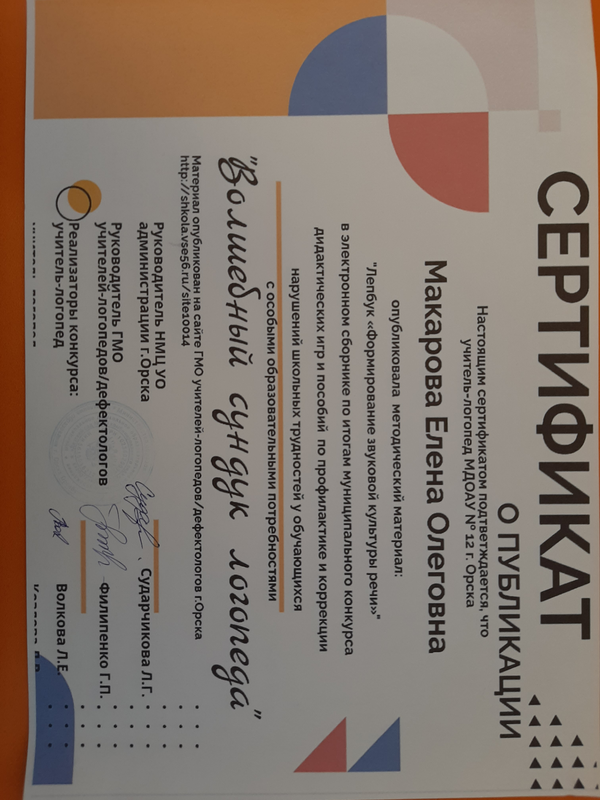 СЕРТИФИКАТ
О ПУБЛИКАЦИИ
Настоящим сертификатом подтветждается, что
учитель-логопед МДОАУ № 12 г. Орска
Макарова Елена Олеговна
опубликовала методический материал:
"Лепбук «Формирование звуковой культуры речи»"
в электронном сборнике по итогам муниципального конкурса
дидактических игр и пособий по профилактике и коррекции
нарушений школьных трудностей у обучающихся
с особыми образовательными потребностями
"Волшебный сундук логопеда"
Материал опубликован на сайте ГМО учителей-логопедов/дефектологов г.Орска
http://shkola.vse56.ru/site10014
Руководитель НМЦ УО
администрации г.Орска Сударчикова Л.Г.
Руководитель ГМО
учителей-логопедов/дефектологов Филипенко Г.П.
Реализаторы конкурса:
учитель-логопед Волкова Л.Е.